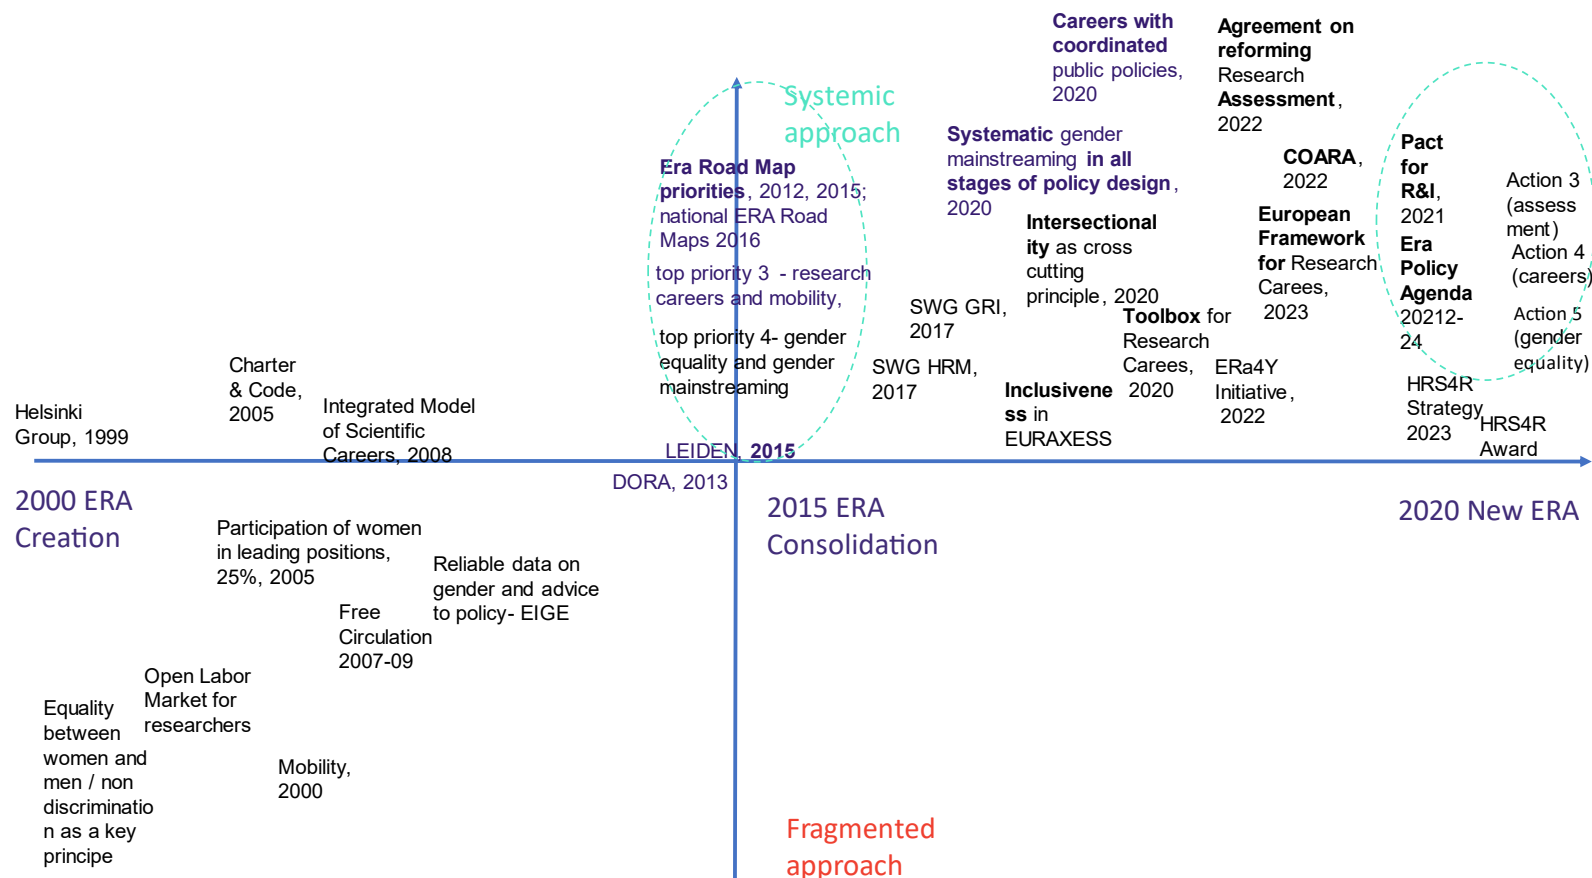 Careers with
coordinated
public policies,
2020
Agreement on
reforming
Research
Assessment,
2022
Systemic
approach
Systematic gender
mainstreaming in all
stages of policy design,
2020
Pact
for
R&I,
2021
COARA,
2022
Era Road Map
priorities, 2012, 2015;
national ERA Road
Maps 2016
Action 3
(assess
ment)
European
Framework
for Research
Carees,
2023
Intersectional
ity as cross
cutting
principle, 2020
Era
Policy
Agenda
20212-
24
Action 4
(careers)
top priority 3 - research
careers and mobility,
SWG GRI,
2017
Toolbox for
Research
Carees,
2020
Action 5
(gender
equality)
top priority 4- gender
equality and gender
mainstreaming
Charter
& Code,
2005
SWG HRM,
2017
ERa4Y
Initiative,
2022
HRS4R
Strategy
2023
Inclusivene
ss in
EURAXESS
Helsinki
Group, 1999
Integrated Model
of Scientific
Careers, 2008
HRS4R
Award
LEIDEN, 2015
DORA, 2013
2000 ERA
Creation
2015 ERA
Consolidation
2020 New ERA
Participation of women
in leading positions,
25%, 2005
Reliable data on
gender and advice
to policy- EIGE
Free
Circulation
2007-09
Open Labor
Market for
researchers
Equality
between
women and
men / non
discriminatio
n as a key
principe
Mobility,
2000
Fragmented
approach